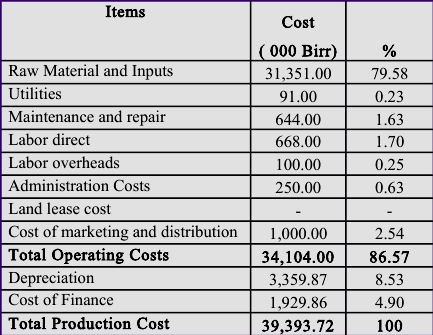 Items Cost
( 000 Birr) %
Raw Material and Inputs 31,351.00 79.58
Utilities 91.00 0.23
Maintenance and repair 644.00 1.63
Labor direct 668.00 1.70
Labor overheads 100.00 0.25
Administration Costs 250.00 0.63
Land lease cost - -
Cost of marketing and distribution 1,000.00 2.54
Total Operating Costs 34,104.00 86.57
Depreciation 3,359.87 8.53
Cost of Finance 1,929.86 4.90
Total Production Cost 39,393.72 100